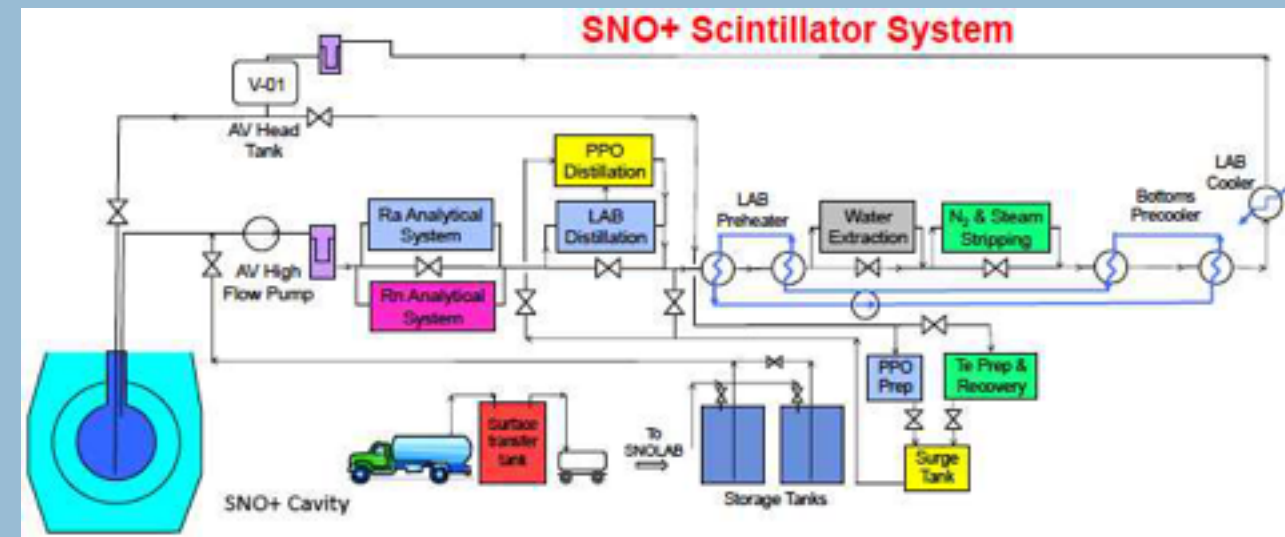 SNO+ Scintillator System
V-01
AV Head
Tank
PPO
Distillation
LAB
Cooler
LAB
Preheater
Bottoms
Precooler
Ra Analytical
System
LAB
Distillation
Water
Extraction
N₂ & Steam
Stripping
AV High
Flow Pump
Rn Analytical
System
PPO
Prep
Te Prep &
Recovery
Surface
transfer
tank
To
SNOLAB
Surge
Tank
Storage Tanks
SNO+ Cavity